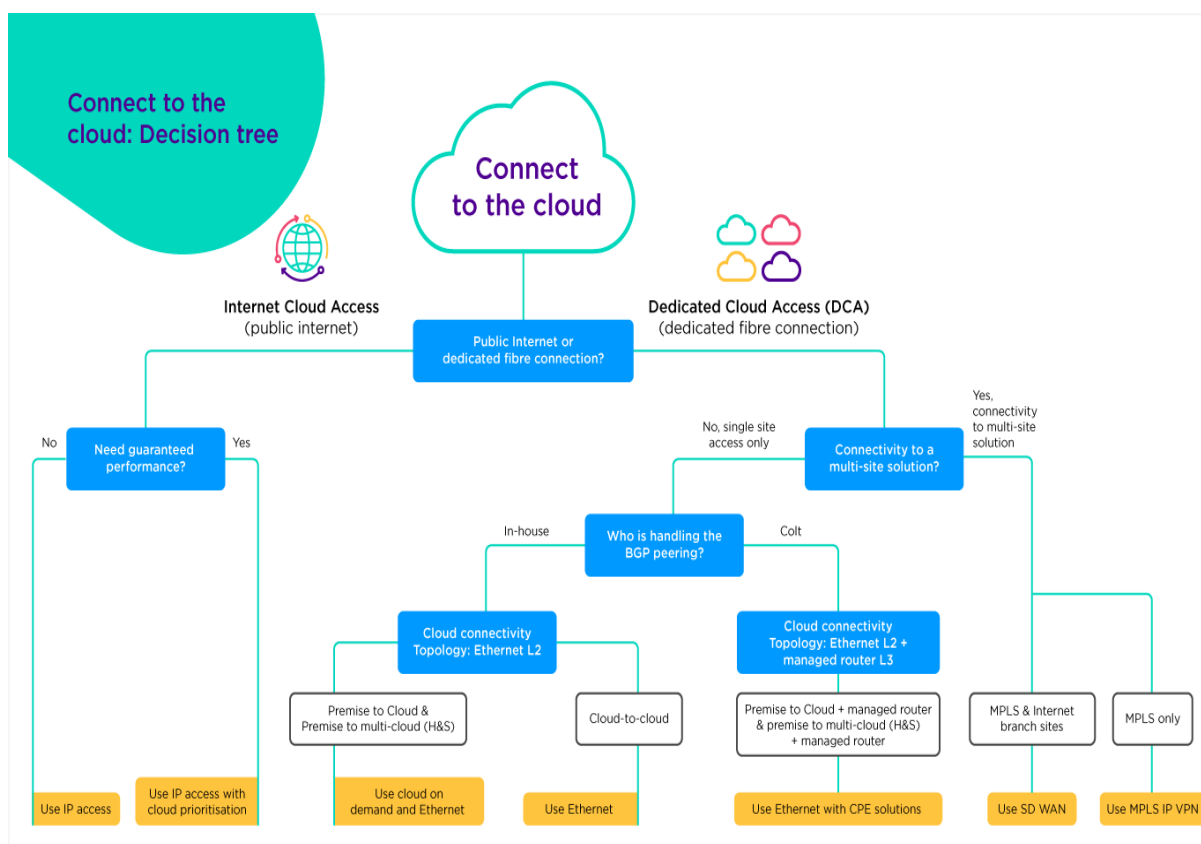 Connect to the
cloud: Decision tree
Connect
to the cloud
Internet Cloud Access
(public internet)
Dedicated Cloud Access (DCA)
(dedicated fibre connection)
Public Internet or
dedicated fibre connection?
No
Need guaranteed
performance?
Yes
No, single site
access only
Connectivity to a
multi-site solution?
Yes,
connectivity
to multi-site
solution
In-house
Who is handling the
BGP peering?
Colt
Cloud connectivity
Topology: Ethernet L2
Cloud connectivity
Topology: Ethernet L2 +
managed router L3
Premise to Cloud &
Premise to multi-cloud (H&S)
Cloud-to-cloud
Premise to Cloud + managed router
& premise to multi-cloud (H&S)
+ managed router
MPLS & Internet
branch sites
MPLS only
Use IP access
Use IP access with
cloud prioritisation
Use cloud on
demand and Ethernet
Use Ethernet
Use Ethernet with CPE solutions
Use SD WAN
Use MPLS IP VPN